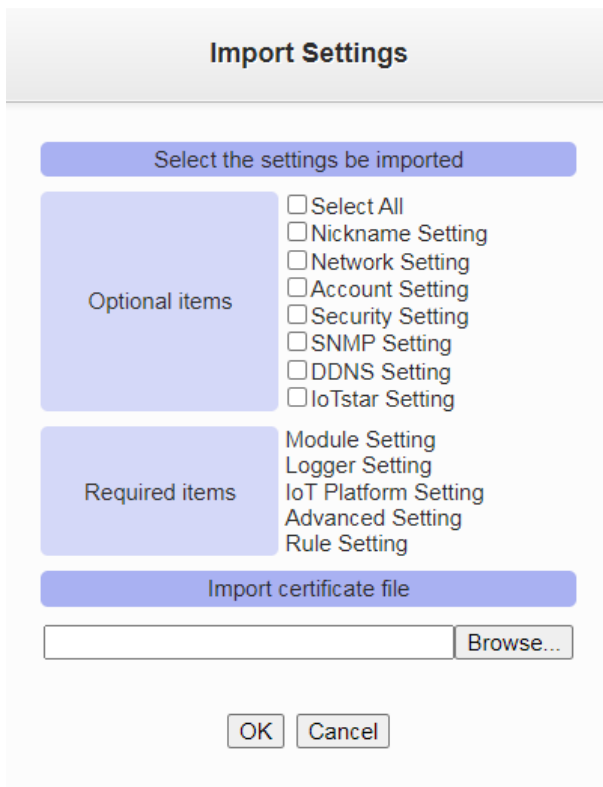 Import Settings
Select the settings be imported
Optional items
Select All
Nickname Setting
Network Setting
Account Setting
Security Setting
SNMP Setting
DDNS Setting
IoTstar Setting
Required items
Module Setting
Logger Setting
IoT Platform Setting
Advanced Setting
Rule Setting
Import certificate file
Browse...
OK Cancel